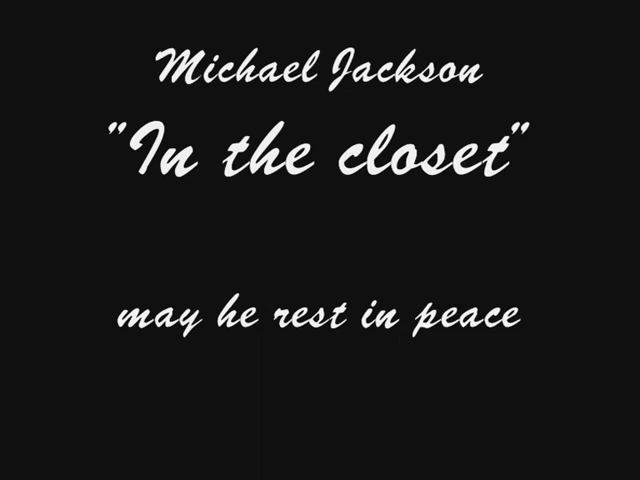 Michael Jackson
"In the closet"
may he rest in peace